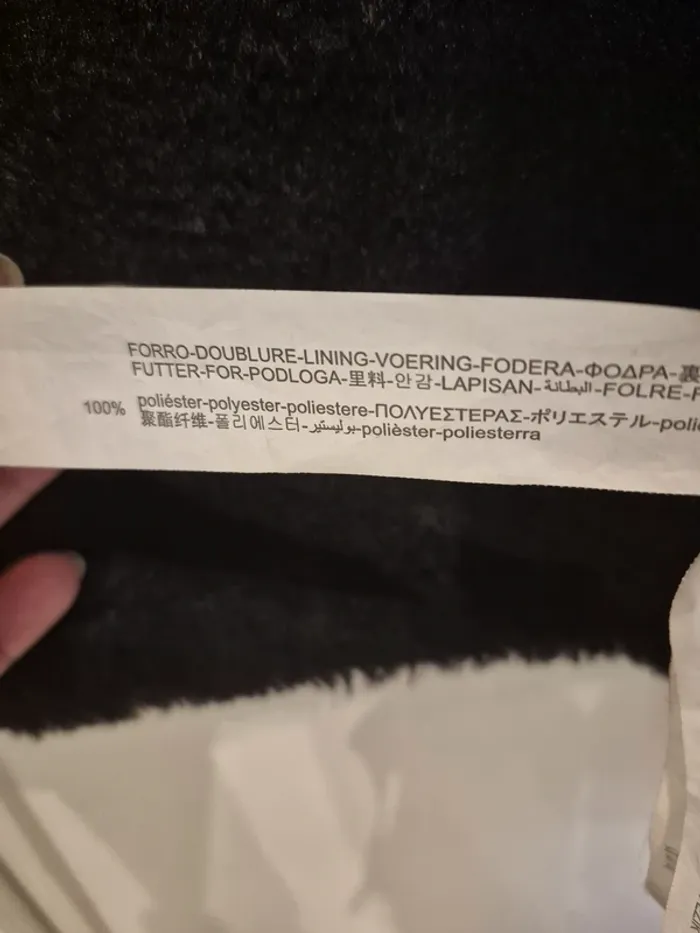 FORRO-DOUBLURE-LINING-VOERING-FODERA-ΦΟΔΡΑ-裏
FUTTER-FOR-PODLOGA-里料-안감-LAPISAN-البطانة-FOLRE-F
100% poliéster-polyester-poliestere-ΠΟΛΥΕΣΤΕΡΑΣ-ポリエステル-polié
聚酯纤维-폴리에스터-بوليستير-polièster-poliesterra